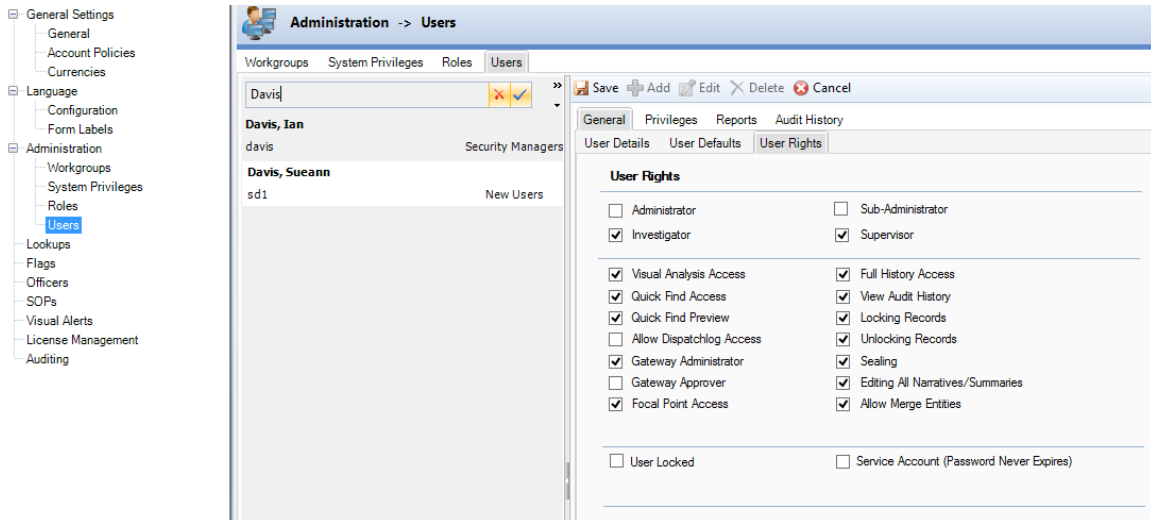 General Settings
General
Account Policies
Currencies
Language
Configuration
Form Labels
Administration
Workgroups
System Privileges
Roles
Users
Lookups
Flags
Officers
SOPs
Visual Alerts
License Management
Auditing
Administration -> Users
Workgroups System Privileges Roles Users
Davis
Davis, Ian
davis Security Managers
Davis, Sueann
sd1 New Users
Save Add Edit Delete Cancel
General Privileges Reports Audit History
User Details User Defaults User Rights
User Rights
Administrator Sub-Administrator
Investigator Supervisor
Visual Analysis Access Full History Access
Quick Find Access View Audit History
Quick Find Preview Locking Records
Allow Dispatchlog Access Unlocking Records
Gateway Administrator Sealing
Gateway Approver Editing All Narratives/Summaries
Focal Point Access Allow Merge Entities
User Locked Service Account (Password Never Expires)